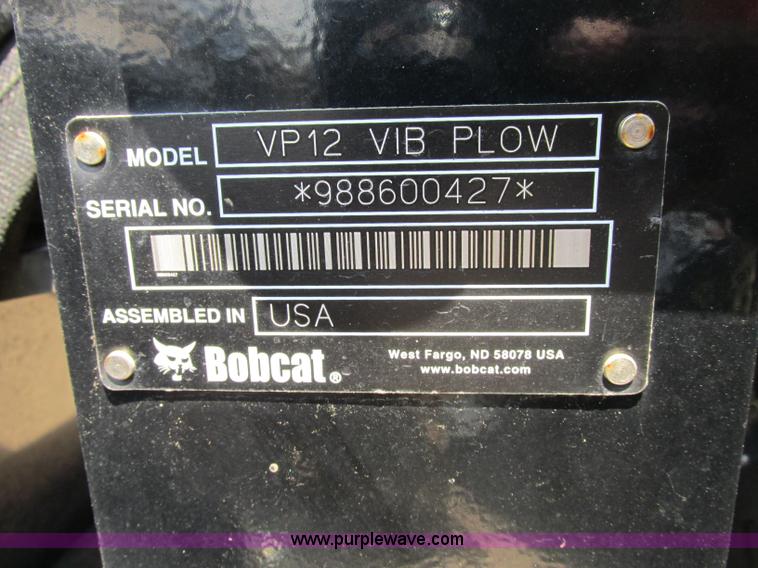 MODEL VP12 VIB PLOW
SERIAL NO. *988600427*
ASSEMBLED IN USA
Bobcat®
West Fargo, ND 58078 USA
www.bobcat.com
www.purplewave.com